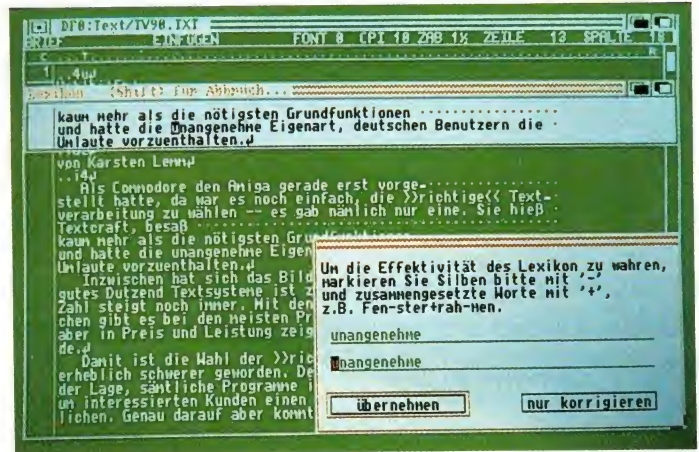 DF0:Text/TV90.TXT
BRIEF EINFÜGEN FONT 0 CPI 10 ZAB 1½ ZEILE 13 SPALTE 18
1 ..4u↲
Lexikon (Shift) für Abbruch...
kaum mehr als die nötigsten Grundfunktionen
und hatte die unangenehme Eigenart, deutschen Benutzern die
Umlaute vorzuenthalten.↲
von Karsten Lemm↲
..i4↲
Als Commodore den Amiga gerade erst vorge-
stellt hatte, da war es noch einfach, die >>richtige<< Text-
verarbeitung zu wählen -- es gab nämlich nur eine. Sie hieß
Textcraft, besaß
kaum mehr als die nötigsten Grundfunktionen
und hatte die unangenehme Eigen
Umlaute vorzuenthalten.↲
Inzwischen hat sich das Bild
gutes Dutzend Textsysteme ist z
Zahl steigt noch immer. Mit den
chen gibt es bei den meisten Pr
aber in Preis und Leistung zeig
de.↲
Damit ist die Wahl der >>ric
erheblich schwerer geworden. De
der Lage, sämtliche Programme i
um interessierten Kunden einen
lichen. Genau darauf aber kommt
Um die Effektivität des Lexikon zu wahren,
markieren Sie Silben bitte mit '-',
und zusammengesetzte Worte mit '+',
z.B. Fen-ster+rah-men.
unangenehme
unangenehme
übernehmen nur korrigieren